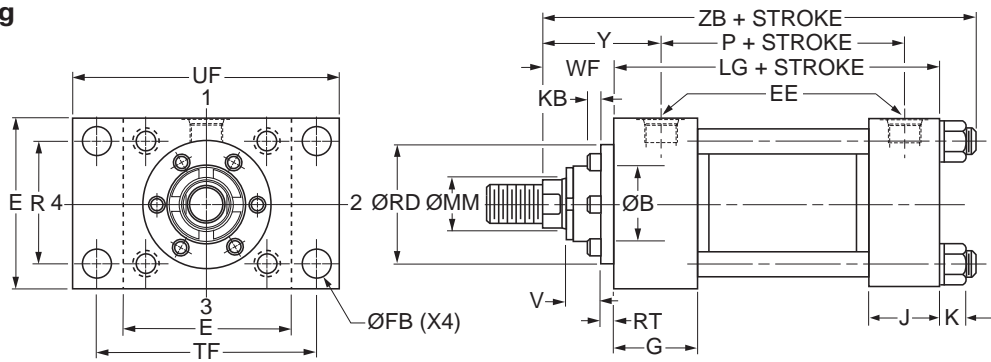 g
ZB + STROKE
Y
P + STROKE
UF
WF
LG + STROKE
1
KB
EE
E
R
4
2
ØRD
ØMM
ØB
3
V
E
ØFB (X4)
RT
J
K
TF
G